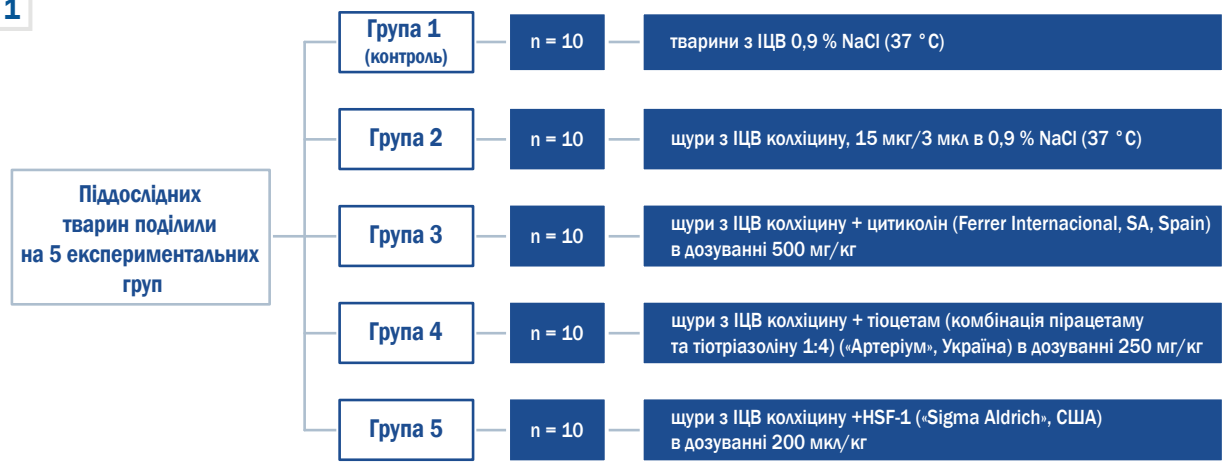 1
Піддослідних
тварин поділили
на 5 експериментальних
груп
Група 1
(контроль)
n = 10
тварини з ІЦВ 0,9 % NaCl (37 °C)
Група 2
n = 10
щури з ІЦВ колхіцину, 15 мкг/3 мкл в 0,9 % NaCl (37 °C)
Група 3
n = 10
щури з ІЦВ колхіцину + цитиколін (Ferrer Internacional, SA, Spain)
в дозуванні 500 мг/кг
Група 4
n = 10
щури з ІЦВ колхіцину + тіоцетам (комбінація пірацетаму
та тіотріазоліну 1:4) («Артеріум», Україна) в дозуванні 250 мг/кг
Група 5
n = 10
щури з ІЦВ колхіцину +HSF-1 («Sigma Aldrich», США)
в дозуванні 200 мкл/кг